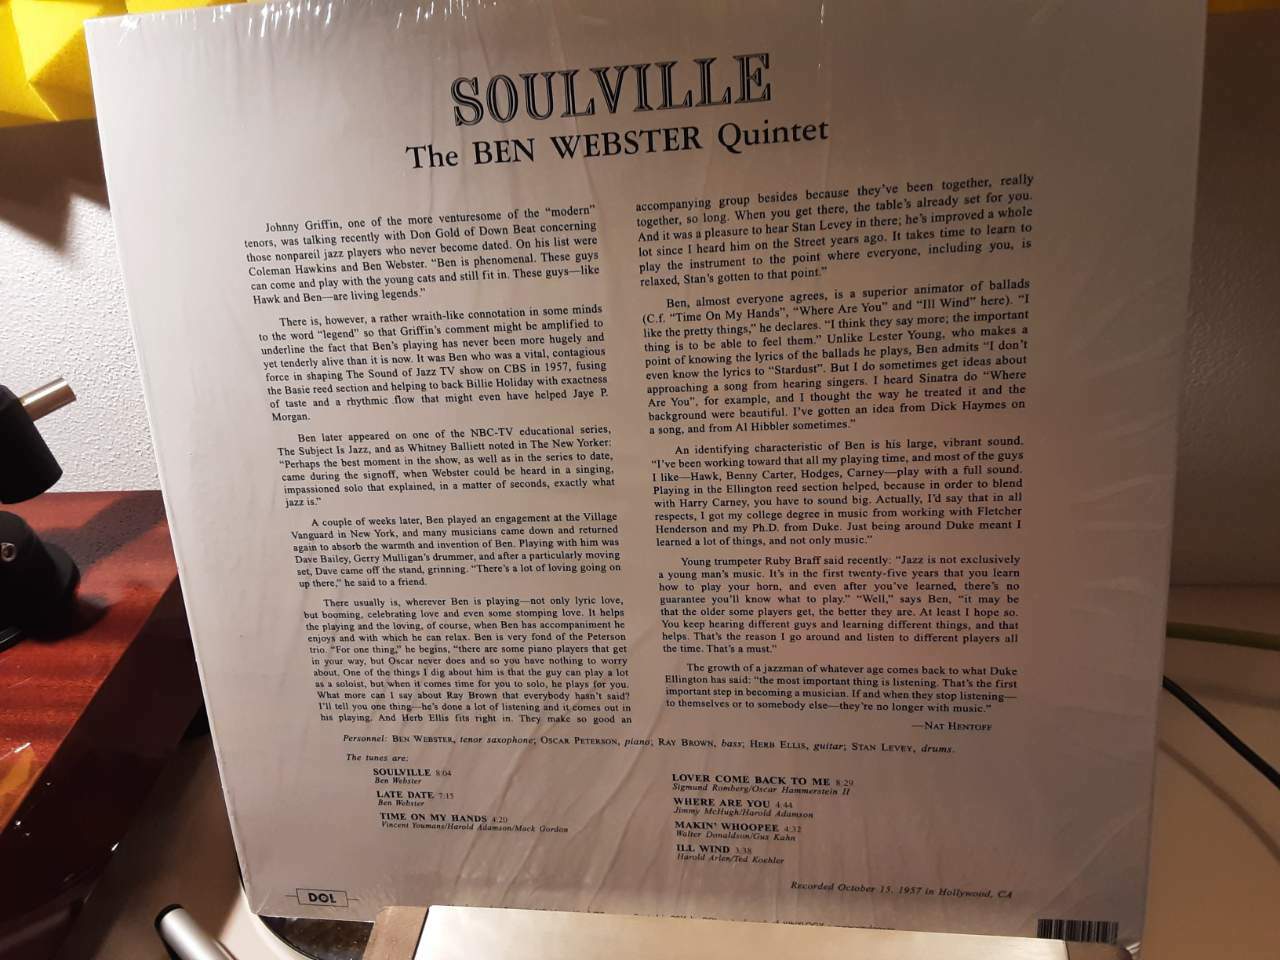 SOULVILLE
The BEN WEBSTER Quintet
Johnny Griffin, one of the more venturesome of the “modern”
tenors, was talking recently with Don Gold of Down Beat concerning
those nonpareil jazz players who never become dated. On his list were
Coleman Hawkins and Ben Webster. “Ben is phenomenal. These guys
can come and play with the young cats and still fit in. These guys—like
Hawk and Ben—are living legends.”
There is, however, a rather wraith-like connotation in some minds
to the word “legend” so that Griffin’s comment might be amplified to
underline the fact that Ben’s playing has never been more hugely and
yet tenderly alive than it is now. It was Ben who was a vital, contagious
force in shaping The Sound of Jazz TV show on CBS in 1957, fusing
the Basie reed section and helping to back Billie Holiday with exactness
of taste and a rhythmic flow that might even have helped Jaye P.
Morgan.
Ben later appeared on one of the NBC-TV educational series,
The Subject Is Jazz, and as Whitney Balliett noted in The New Yorker:
“Perhaps the best moment in the show, as well as in the series to date,
came during the signoff, when Webster could be heard in a singing,
impassioned solo that explained, in a matter of seconds, exactly what
jazz is.”
A couple of weeks later, Ben played an engagement at the Village
Vanguard in New York, and many musicians came down and returned
again to absorb the warmth and invention of Ben. Playing with him was
Dave Bailey, Gerry Mulligan’s drummer, and after a particularly moving
set, Dave came off the stand, grinning. “There’s a lot of loving going on
up there,” he said to a friend.
There usually is, wherever Ben is playing—not only lyric love,
but booming, celebrating love and even some stomping love. It helps
the playing and the loving, of course, when Ben has accompaniment he
enjoys and with which he can relax. Ben is very fond of the Peterson
trio. “For one thing,” he begins, “there are some piano players that get
in your way, but Oscar never does and so you have nothing to worry
about. One of the things I dig about him is that the guy can play a lot
as a soloist, but when it comes time for you to solo, he plays for you.
What more can I say about Ray Brown that everybody hasn’t said?
I’ll tell you one thing—he’s done a lot of listening and it comes out in
his playing. And Herb Ellis fits right in. They make so good an
accompanying group besides because they’ve been together, really
together, so long. When you get there, the table’s already set for you.
And it was a pleasure to hear Stan Levey in there; he’s improved a whole
lot since I heard him on the Street years ago. It takes time to learn to
play the instrument to the point where everyone, including you, is
relaxed, Stan’s gotten to that point.”
Ben, almost everyone agrees, is a superior animator of ballads
(C.f. “Time On My Hands”, “Where Are You” and “Ill Wind” here). “I
like the pretty things,” he declares. “I think they say more; the important
thing is to be able to feel them.” Unlike Lester Young, who makes a
point of knowing the lyrics of the ballads he plays, Ben admits “I don’t
even know the lyrics to “Stardust”. But I do sometimes get ideas about
approaching a song from hearing singers. I heard Sinatra do “Where
Are You”, for example, and I thought the way he treated it and the
background were beautiful. I’ve gotten an idea from Dick Haymes on
a song, and from Al Hibbler sometimes.”
An identifying characteristic of Ben is his large, vibrant sound.
“I’ve been working toward that all my playing time, and most of the guys
I like—Hawk, Benny Carter, Hodges, Carney—play with a full sound.
Playing in the Ellington reed section helped, because in order to blend
with Harry Carney, you have to sound big. Actually, I’d say that in all
respects, I got my college degree in music from working with Fletcher
Henderson and my Ph.D. from Duke. Just being around Duke meant I
learned a lot of things, and not only music.”
Young trumpeter Ruby Braff said recently: “Jazz is not exclusively
a young man’s music. It’s in the first twenty-five years that you learn
how to play your horn, and even after you’ve learned, there’s no
guarantee you’ll know what to play.” “Well,” says Ben, “it may be
that the older some players get, the better they are. At least I hope so.
You keep hearing different guys and learning different things, and that
helps. That’s the reason I go around and listen to different players all
the time. That’s a must.”
The growth of a jazzman of whatever age comes back to what Duke
Ellington has said: “the most important thing is listening. That’s the first
important step in becoming a musician. If and when they stop listening—
to themselves or to somebody else—they’re no longer with music.”
—NAT HENTOFF
Personnel: BEN WEBSTER, tenor saxophone; OSCAR PETERSON, piano; RAY BROWN, bass; HERB ELLIS, guitar; STAN LEVEY, drums.
The tunes are:
SOULVILLE 8:04
Ben Webster
LATE DATE 7:15
Ben Webster
TIME ON MY HANDS 4:20
Vincent Youmans/Harold Adamson/Mack Gordon
LOVER COME BACK TO ME 8:29
Sigmund Romberg/Oscar Hammerstein II
WHERE ARE YOU 4:44
Jimmy McHugh/Harold Adamson
MAKIN’ WHOOPEE 4:32
Walter Donaldson/Gus Kahn
ILL WIND 3:38
Harold Arlen/Ted Koehler
Recorded October 15, 1957 in Hollywood, CA
DOL